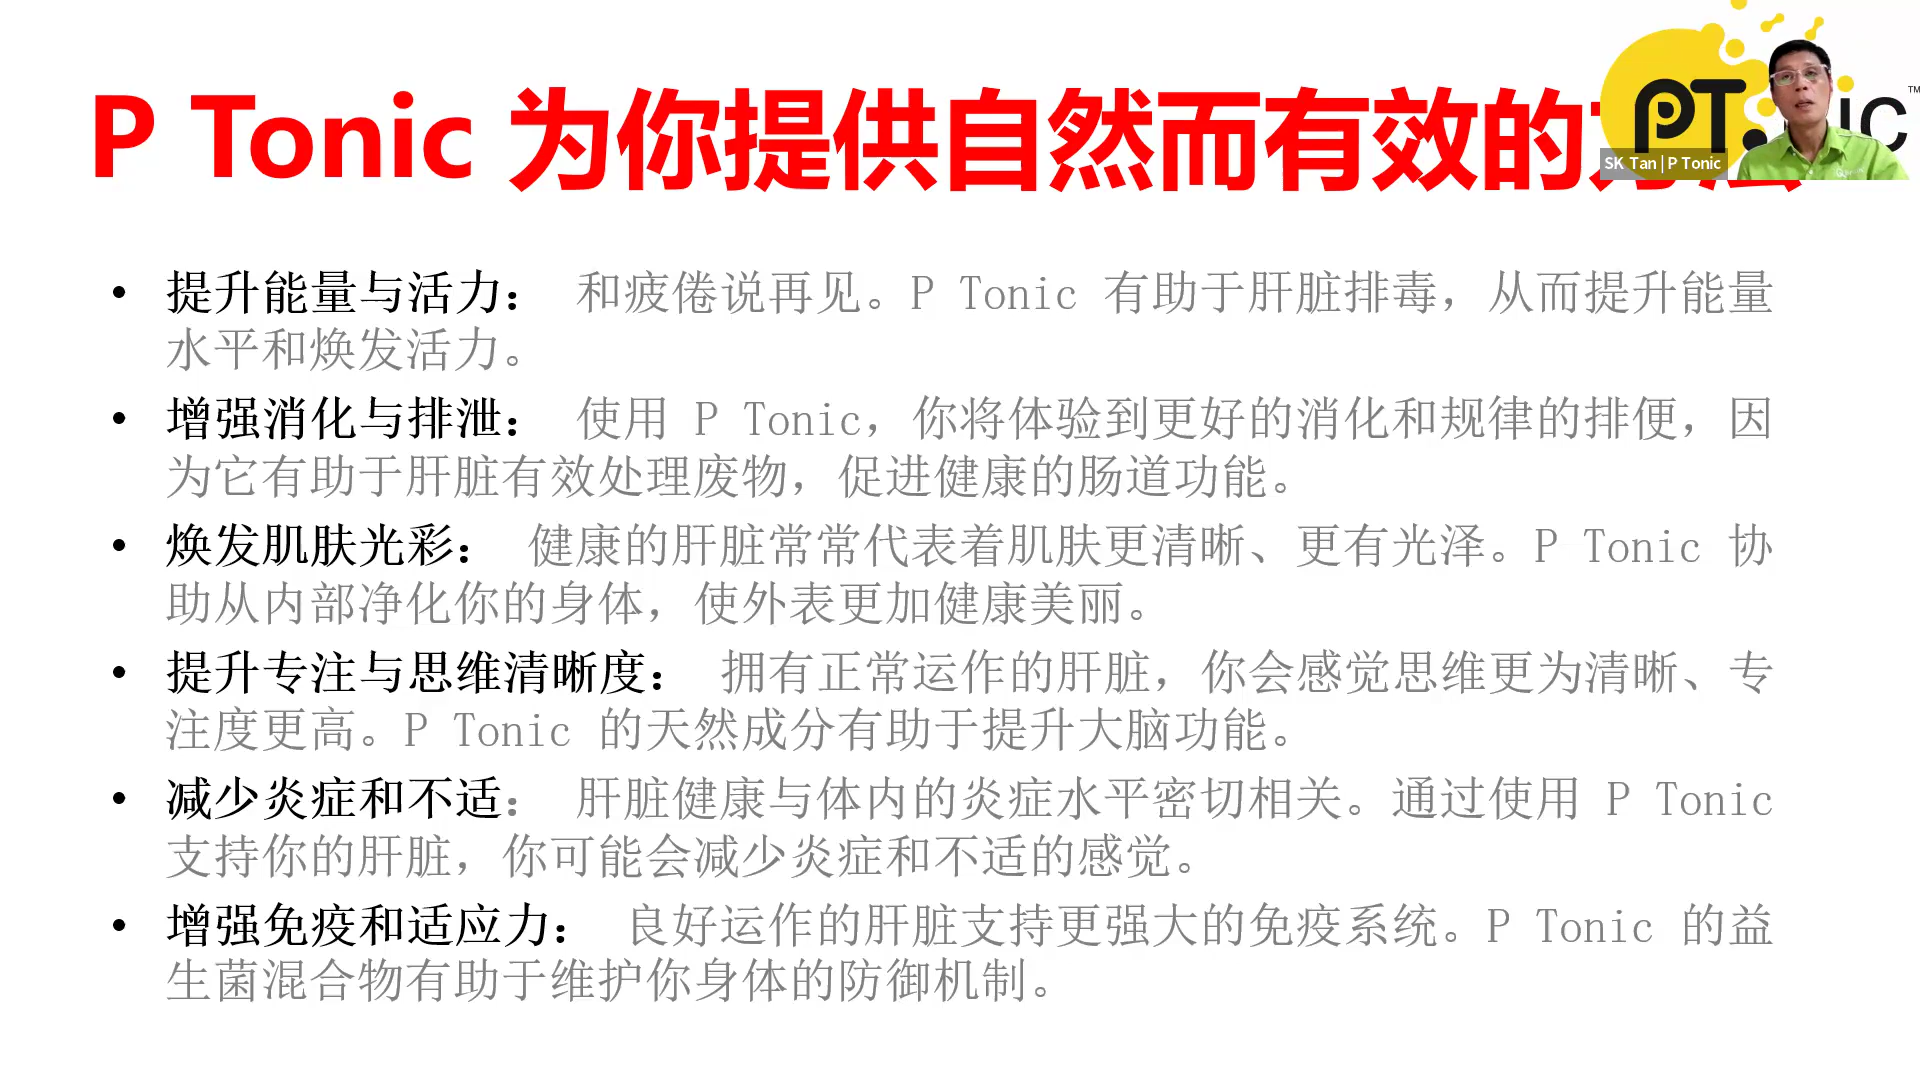 P Tonic 为你提供自然而有效的方法
PT
IC
TM
SK Tan | P Tonic
• 提升能量与活力： 和疲倦说再见。P Tonic 有助于肝脏排毒，从而提升能量
水平和焕发活力。
• 增强消化与排泄： 使用 P Tonic，你将体验到更好的消化和规律的排便，因
为它有助于肝脏有效处理废物，促进健康的肠道功能。
• 焕发肌肤光彩： 健康的肝脏常常代表着肌肤更清晰、更有光泽。P Tonic 协
助从内部净化你的身体，使外表更加健康美丽。
• 提升专注与思维清晰度： 拥有正常运作的肝脏，你会感觉思维更为清晰、专
注度更高。P Tonic 的天然成分有助于提升大脑功能。
• 减少炎症和不适： 肝脏健康与体内的炎症水平密切相关。通过使用 P Tonic
支持你的肝脏，你可能会减少炎症和不适的感觉。
• 增强免疫和适应力： 良好运作的肝脏支持更强大的免疫系统。P Tonic 的益
生菌混合物有助于维护你身体的防御机制。